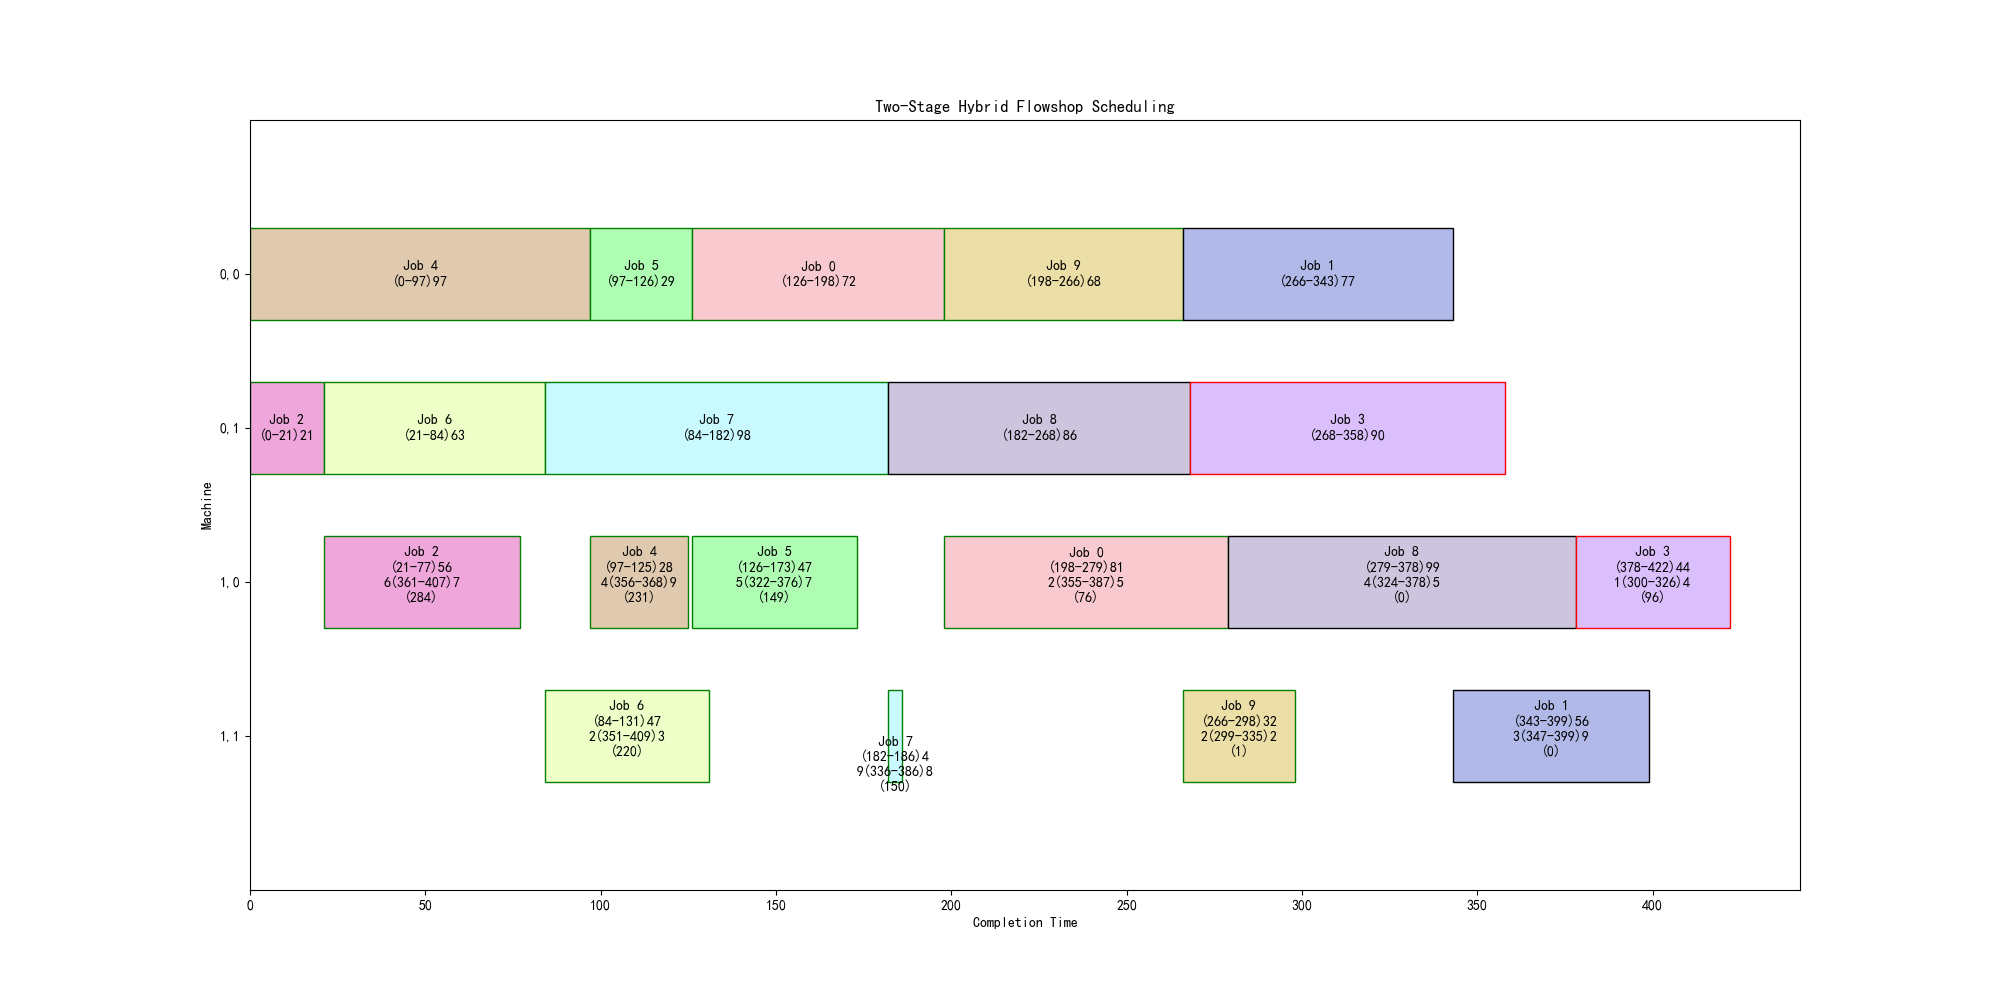 Two-Stage Hybrid Flowshop Scheduling
0,0
Job 4
(0-97)97
Job 5
(97-126)29
Job 0
(126-198)72
Job 9
(198-266)68
Job 1
(266-343)77
0,1
Job 2
(0-21)21
Job 6
(21-84)63
Job 7
(84-182)98
Job 8
(182-268)86
Job 3
(268-358)90
Machine
1,0
Job 2
(21-77)56
6(361-407)7
(284)
Job 4
(97-125)28
4(356-368)9
(231)
Job 5
(126-173)47
5(322-376)7
(149)
Job 0
(198-279)81
2(355-387)5
(76)
Job 8
(279-378)99
4(324-378)5
(0)
Job 3
(378-422)44
1(300-326)4
(96)
1,1
Job 6
(84-131)47
2(351-409)3
(220)
Job 7
(182-186)4
9(336-386)8
(150)
Job 9
(266-298)32
2(299-335)2
(1)
Job 1
(343-399)56
3(347-399)9
(0)
0
50
100
150
200
250
300
350
400
Completion Time